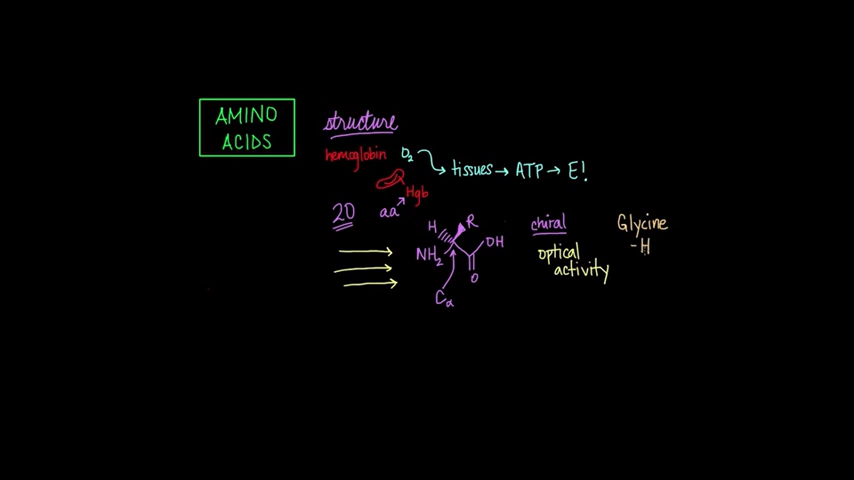 AMINO
ACIDS
structure
hemoglobin O2
tissues → ATP → E!
Hgb
20 aa
H R
NH2 OH
O
Cα
chiral
optical
activity
Glycine
-H